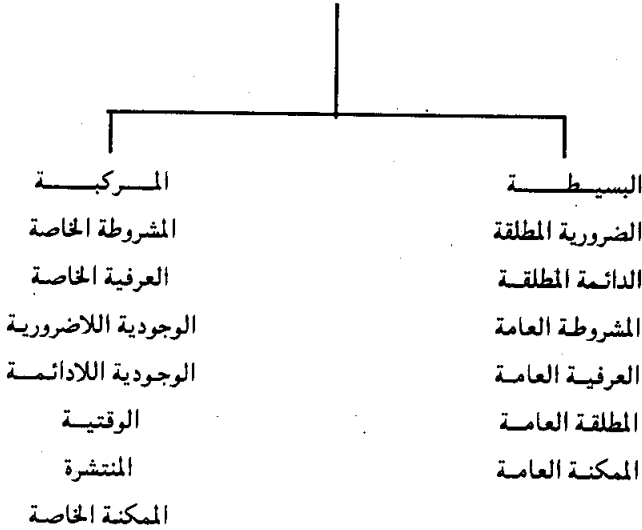 البسيطة
الضرورية المطلقة
الدائمة المطلقة
المشروطة العامة
العرفية العامة
المطلقة العامة
الممكنة العامة
المركبة
المشروطة الخاصة
العرفية الخاصة
الوجودية اللاضرورية
الوجودية اللادائمة
الوقتية
المنتشرة
الممكنة الخاصة